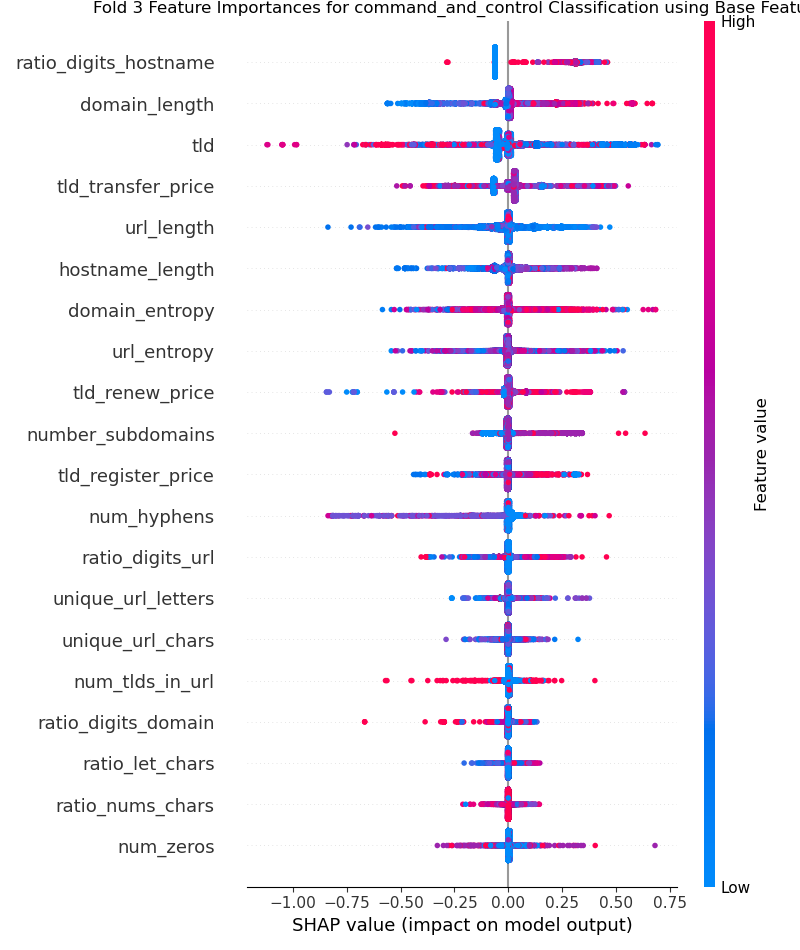 Fold 3 Feature Importances for command_and_control Classification using Base Featu
High
ratio_digits_hostname
domain_length
tld
tld_transfer_price
url_length
hostname_length
domain_entropy
url_entropy
tld_renew_price
number_subdomains
tld_register_price
num_hyphens
ratio_digits_url
unique_url_letters
unique_url_chars
num_tlds_in_url
ratio_digits_domain
ratio_let_chars
ratio_nums_chars
num_zeros
Feature value
Low
−1.00 −0.75 −0.50 −0.25 0.00 0.25 0.50 0.75
SHAP value (impact on model output)